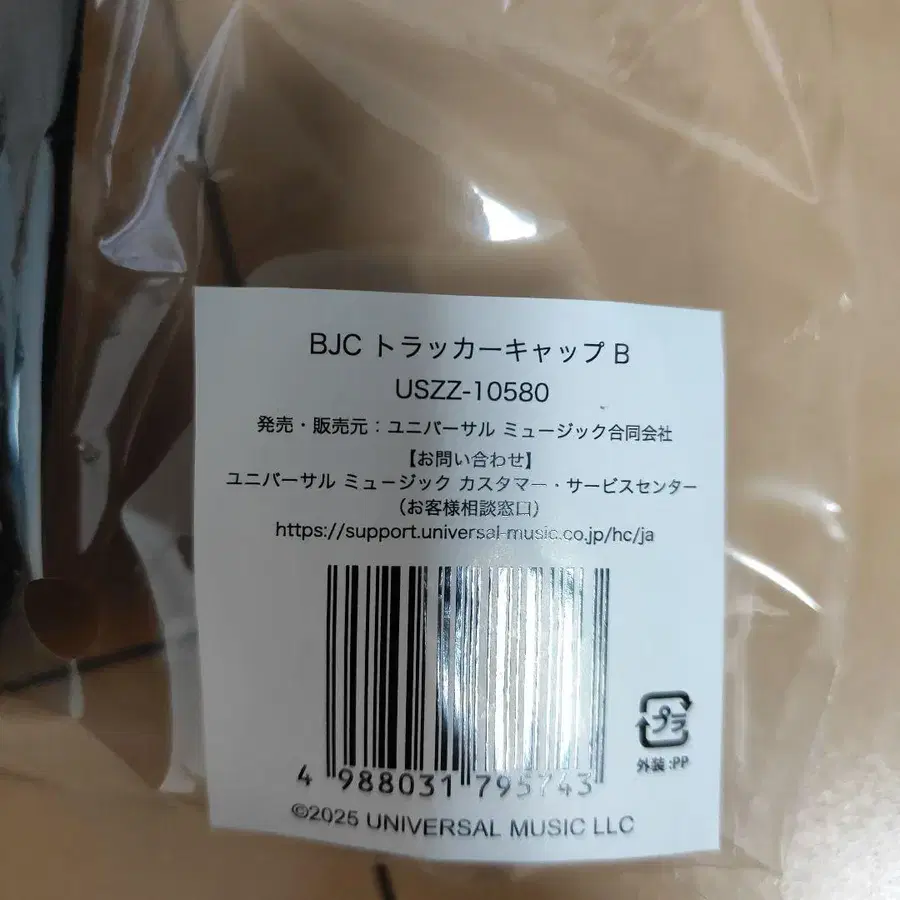 BJC トラッカーキャップ B
USZZ-10580
発売・販売元：ユニバーサル ミュージック合同会社
【お問い合わせ】
ユニバーサル ミュージック カスタマー・サービスセンター
（お客様相談窓口）
https://support.universal-music.co.jp/hc/ja
4 988031 795743
プラ
外装:PP
©2025 UNIVERSAL MUSIC LLC